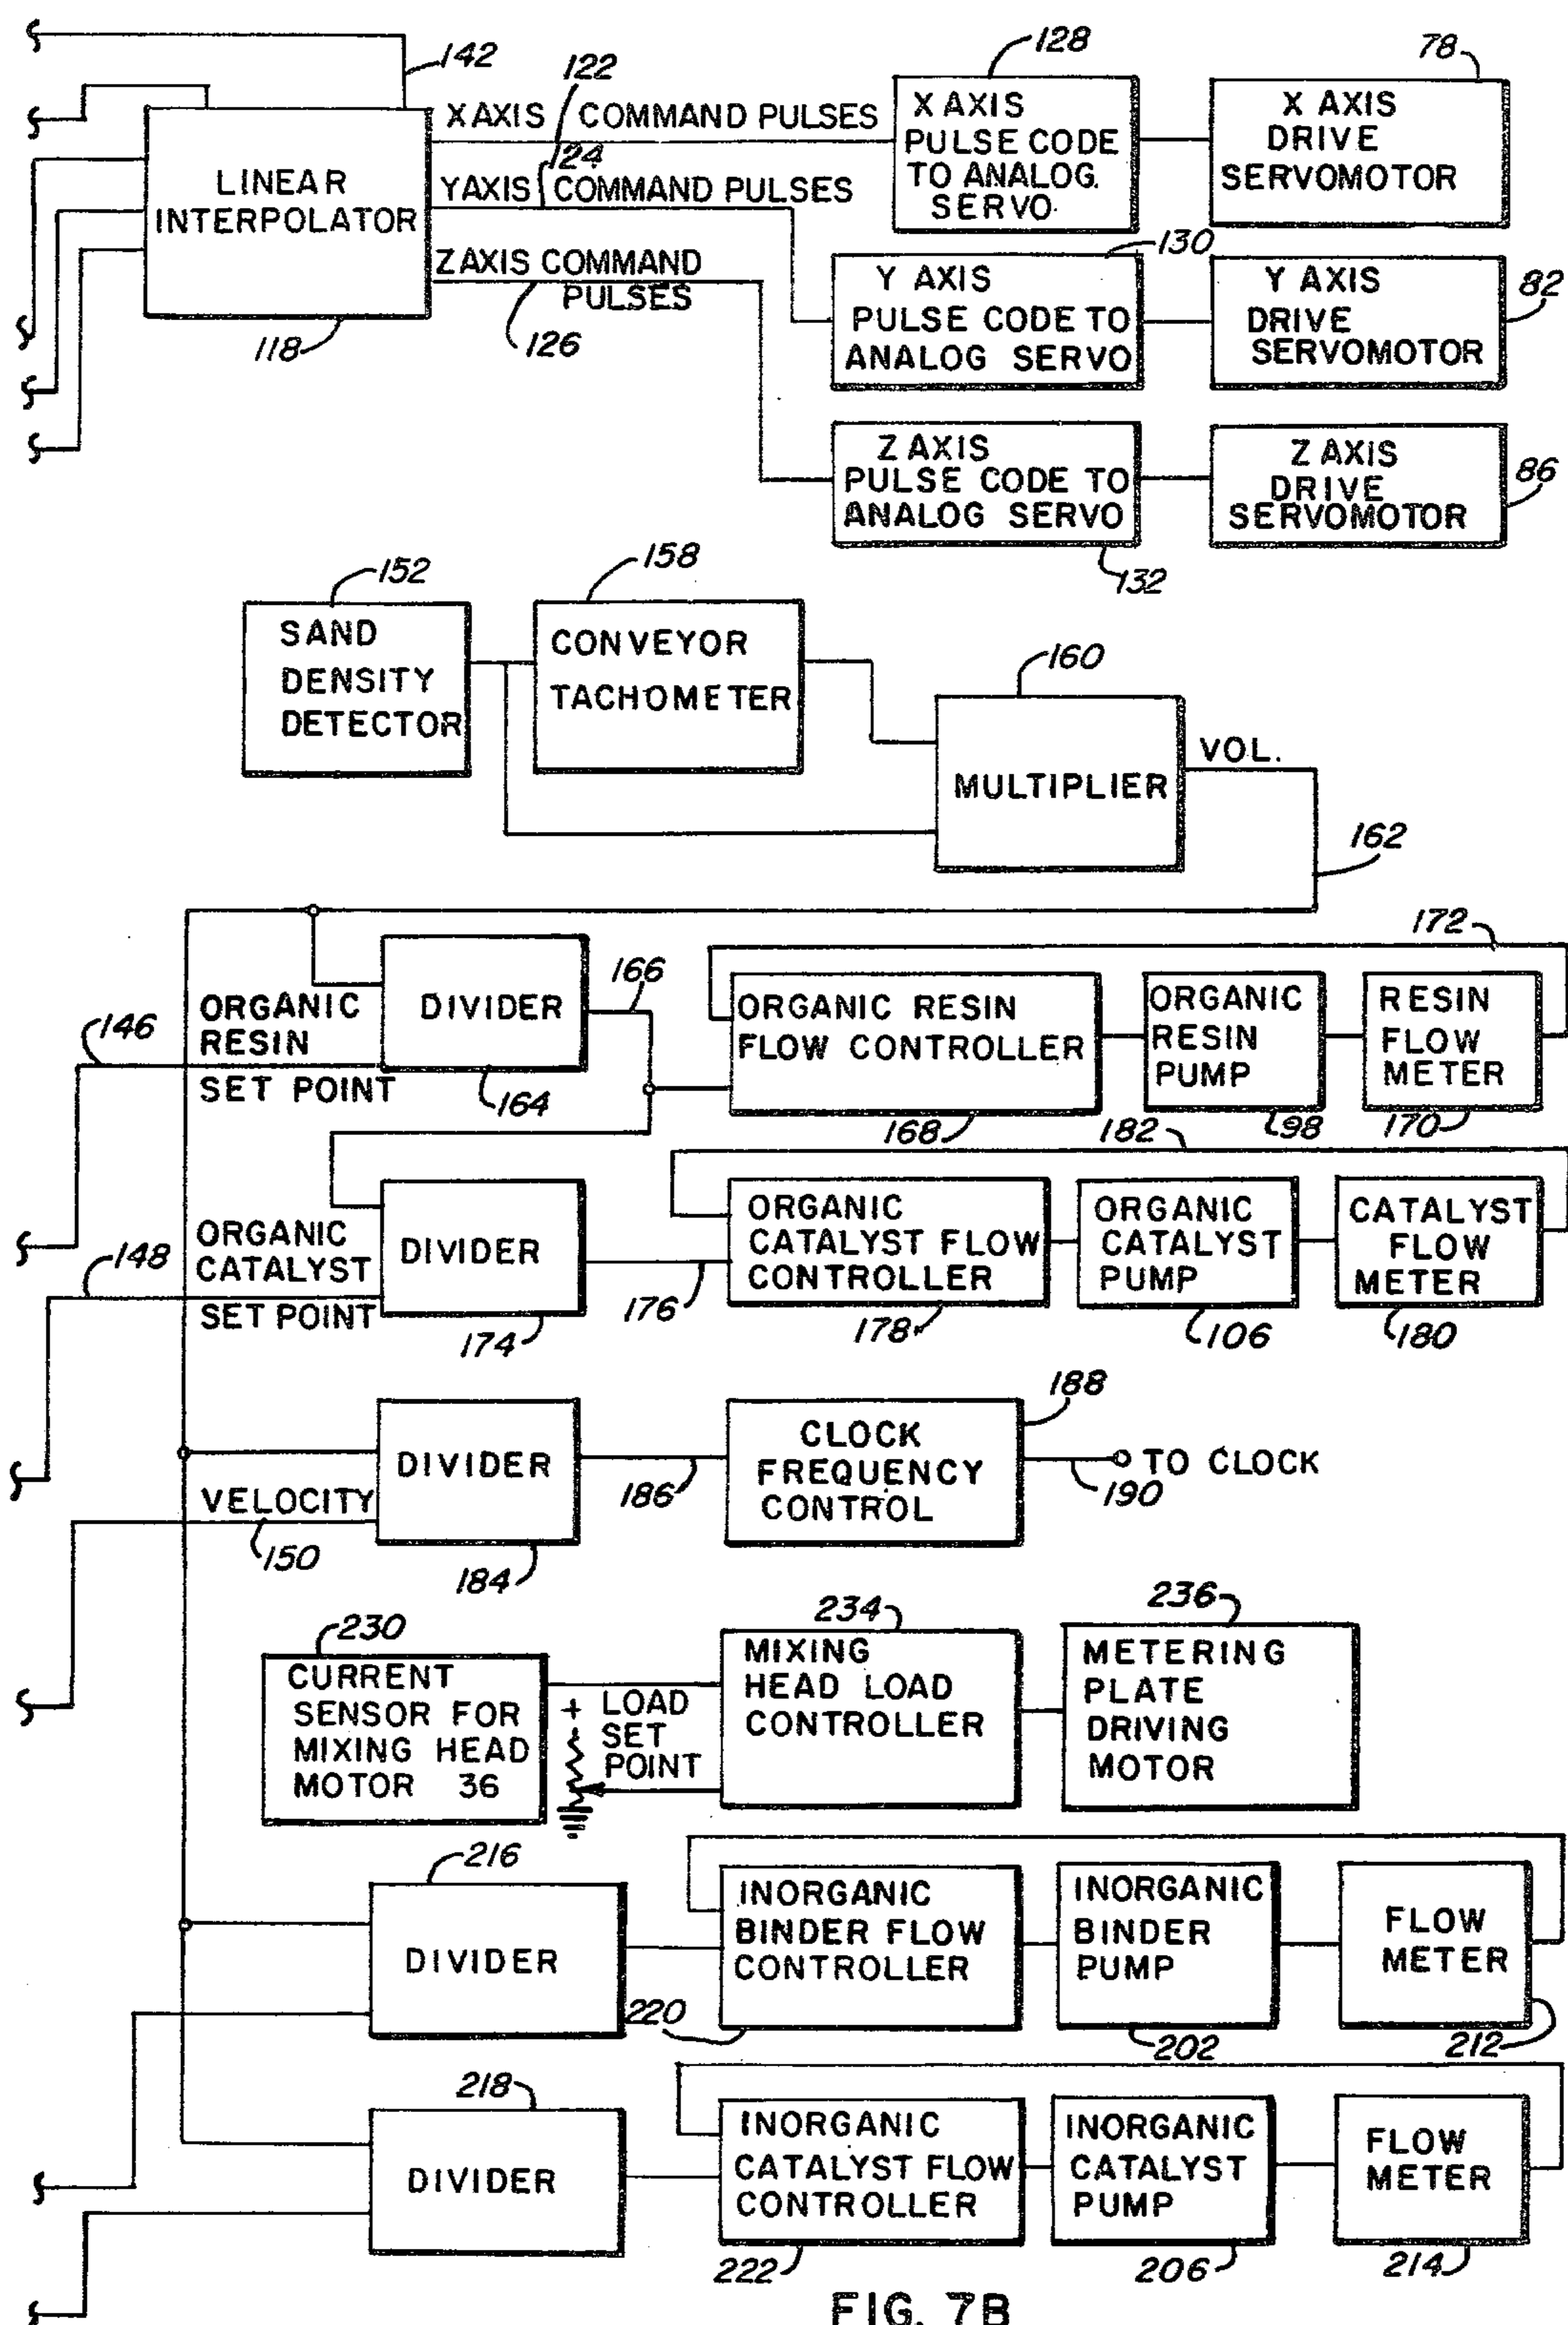 142
122
128
78
X AXIS COMMAND PULSES
X AXIS
PULSE CODE
TO ANALOG.
SERVO.
X AXIS
DRIVE
SERVOMOTOR
LINEAR
INTERPOLATOR
124
Y AXIS COMMAND PULSES
130
Z AXIS COMMAND
PULSES
Y AXIS
PULSE CODE TO
ANALOG SERVO
Y AXIS
DRIVE
SERVOMOTOR
82
118
126
Z AXIS
PULSE CODE TO
ANALOG SERVO
Z AXIS
DRIVE
SERVOMOTOR
86
132
152
158
SAND
DENSITY
DETECTOR
CONVEYOR
TACHOMETER
160
MULTIPLIER
VOL.
162
172
166
DIVIDER
ORGANIC
RESIN
SET POINT
146
164
ORGANIC RESIN
FLOW CONTROLLER
ORGANIC
RESIN
PUMP
RESIN
FLOW
METER
168
98
170
182
ORGANIC
CATALYST
SET POINT
148
DIVIDER
174
176
ORGANIC
CATALYST FLOW
CONTROLLER
ORGANIC
CATALYST
PUMP
CATALYST
FLOW
METER
178
106
180
188
DIVIDER
186
CLOCK
FREQUENCY
CONTROL
TO CLOCK
190
VELOCITY
150
184
230
234
236
CURRENT
SENSOR FOR
MIXING HEAD
MOTOR 36
+ LOAD
SET
POINT
MIXING
HEAD LOAD
CONTROLLER
METERING
PLATE
DRIVING
MOTOR
216
DIVIDER
220
INORGANIC
BINDER FLOW
CONTROLLER
INORGANIC
BINDER
PUMP
FLOW
METER
202
212
218
DIVIDER
INORGANIC
CATALYST FLOW
CONTROLLER
INORGANIC
CATALYST
PUMP
FLOW
METER
222
206
214
FIG. 7B